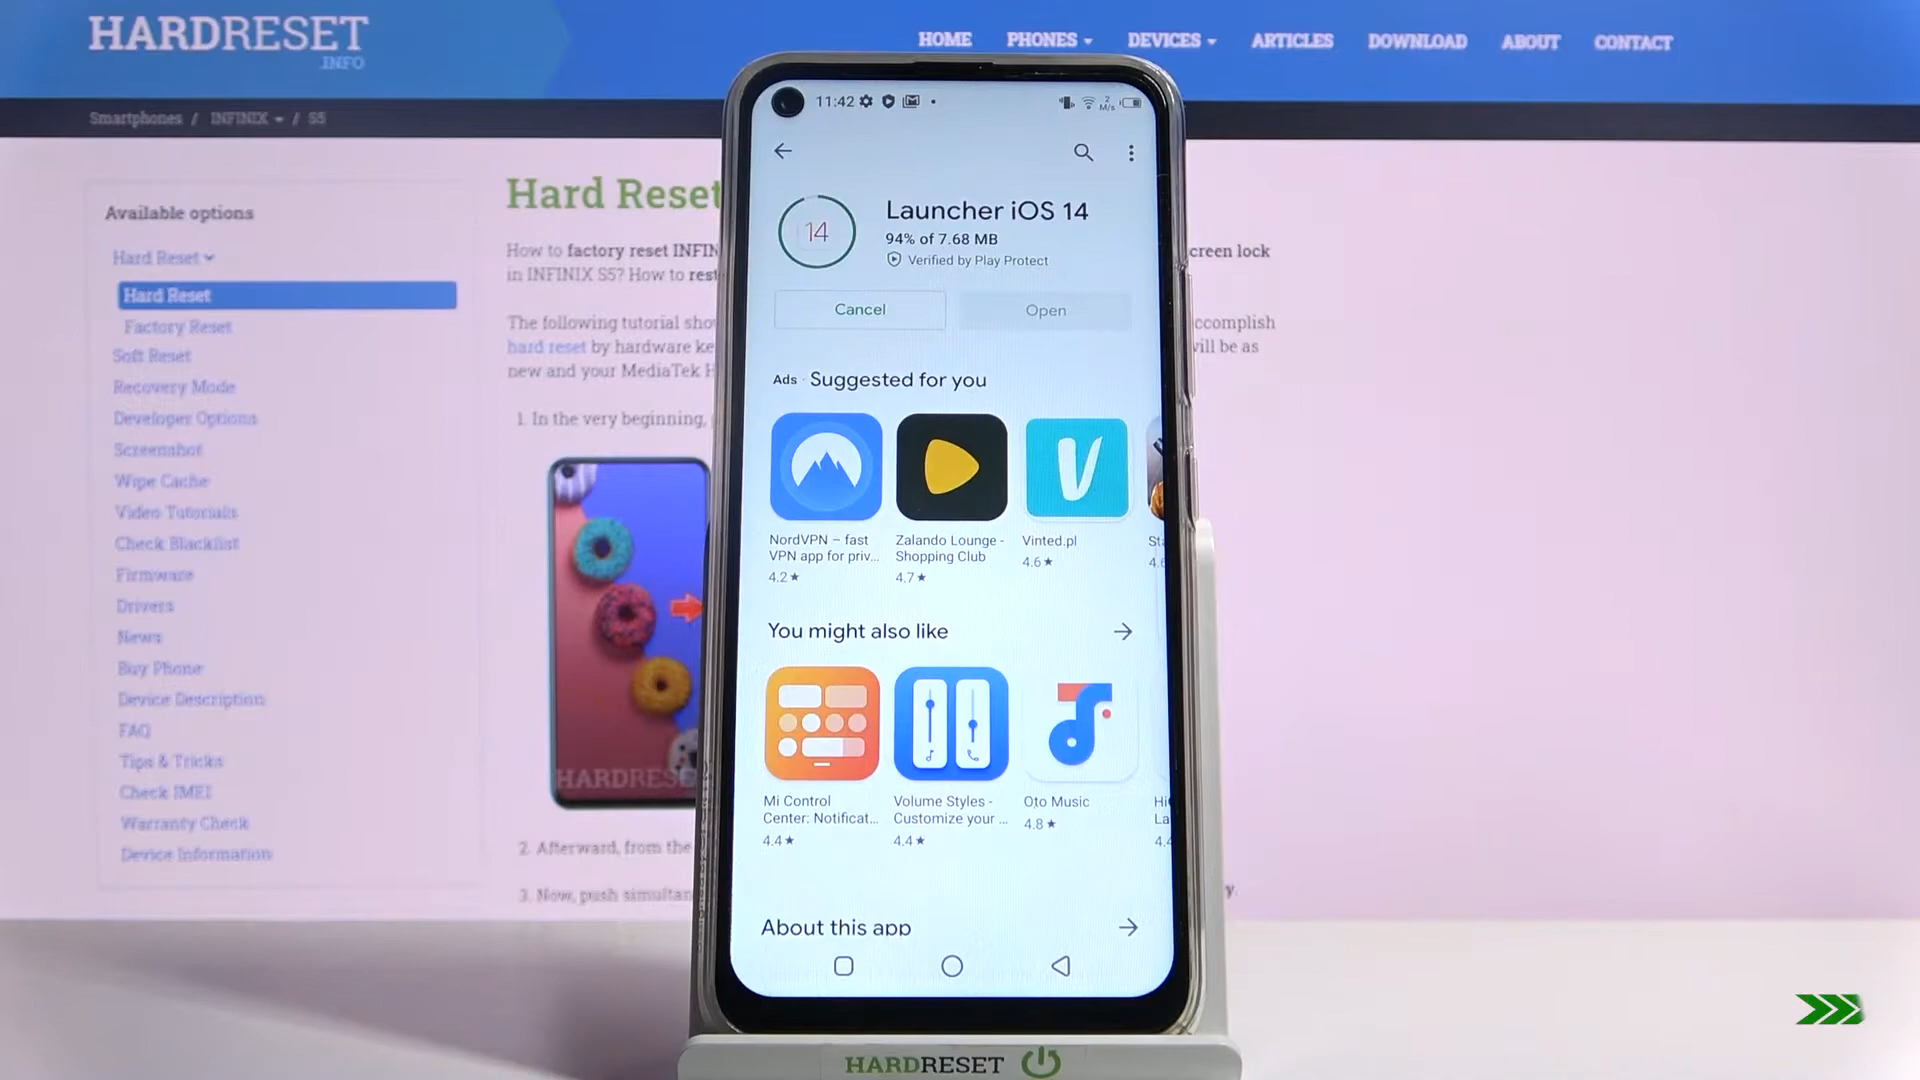 HARDRESET
.INFO
HOME PHONES DEVICES ARTICLES DOWNLOAD ABOUT CONTACT
Smartphones / INFINIX / S5
Available options
Hard Reset
Hard Reset
Factory Reset
Soft Reset
Recovery Mode
Developer Options
Screenshot
Wipe Cache
Video Tutorials
Check Blacklist
Firmware
Drivers
News
Buy Phone
Device Description
FAQ
Tips & Tricks
Check IMEI
Warranty Check
Device Information
Hard Reset
How to factory reset INFIN
creen lock
in INFINIX S5? How to rest
The following tutorial sho
ccomplish
hard reset by hardware ke
will be as
new and your MediaTek H
1. In the very beginning,
HARDRESE
2. Afterward, from the
3. Now, push simultan
y.
11:42
2
M/s
14
Launcher iOS 14
94% of 7.68 MB
Verified by Play Protect
Cancel Open
Ads · Suggested for you
NordVPN – fast
VPN app for priv...
4.2★
Zalando Lounge -
Shopping Club
4.7★
Vinted.pl
4.6★
Sta
4.6
You might also like
Mi Control
Center: Notificat...
4.4★
Volume Styles -
Customize your ...
4.4★
Oto Music
4.8★
Hi
La
4.4
About this app
HARDRESET